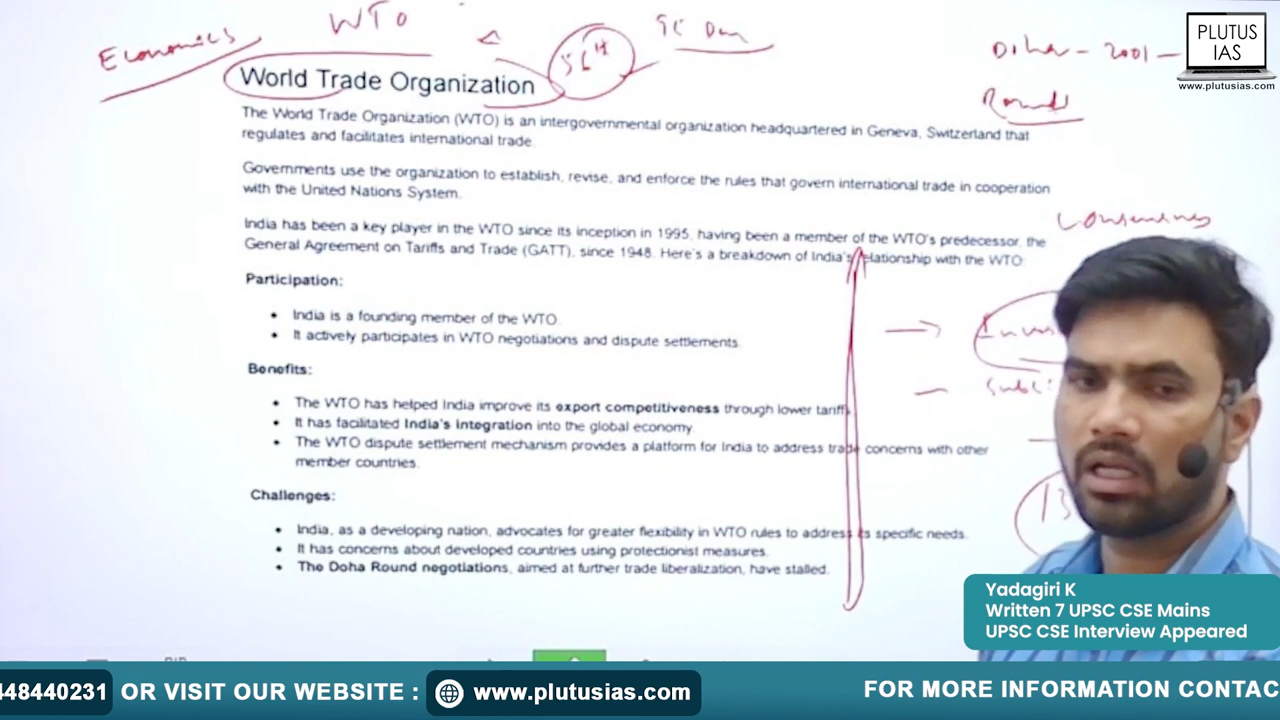 Economics
WTO
Doha - 2001 -
Rounds
PLUTUS
IAS
www.plutusias.com
World Trade Organization
The World Trade Organization (WTO) is an intergovernmental organization headquartered in Geneva, Switzerland that
regulates and facilitates international trade.
Governments use the organization to establish, revise, and enforce the rules that govern international trade in cooperation
with the United Nations System.
Consensus
India has been a key player in the WTO since its inception in 1995, having been a member of the WTO's predecessor, the
General Agreement on Tariffs and Trade (GATT), since 1948. Here's a breakdown of India's relationship with the WTO:
Participation:
• India is a founding member of the WTO.
• It actively participates in WTO negotiations and dispute settlements.
Benefits:
• The WTO has helped India improve its export competitiveness through lower tariffs
• It has facilitated India's integration into the global economy.
• The WTO dispute settlement mechanism provides a platform for India to address trade concerns with other
member countries.
Challenges:
• India, as a developing nation, advocates for greater flexibility in WTO rules to address its specific needs.
• It has concerns about developed countries using protectionist measures.
• The Doha Round negotiations, aimed at further trade liberalization, have stalled.
Yadagiri K
Written 7 UPSC CSE Mains
UPSC CSE Interview Appeared
448440231 OR VISIT OUR WEBSITE : www.plutusias.com FOR MORE INFORMATION CONTAC